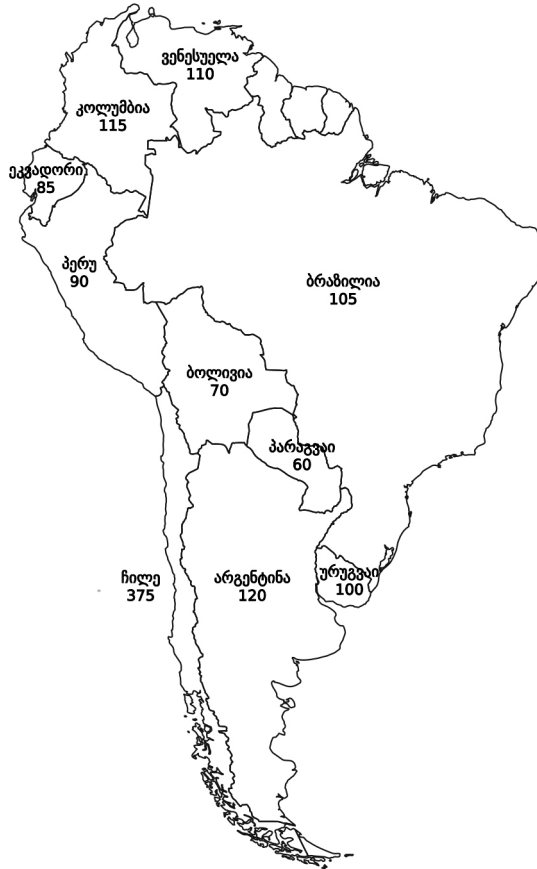 ვენესუელა
110
კოლუმბია
115
ეკვადორი
85
პერუ
90
ბრაზილია
105
ბოლივია
70
პარაგვაი
60
ჩილე
375
არგენტინა
120
ურუგვაი
100